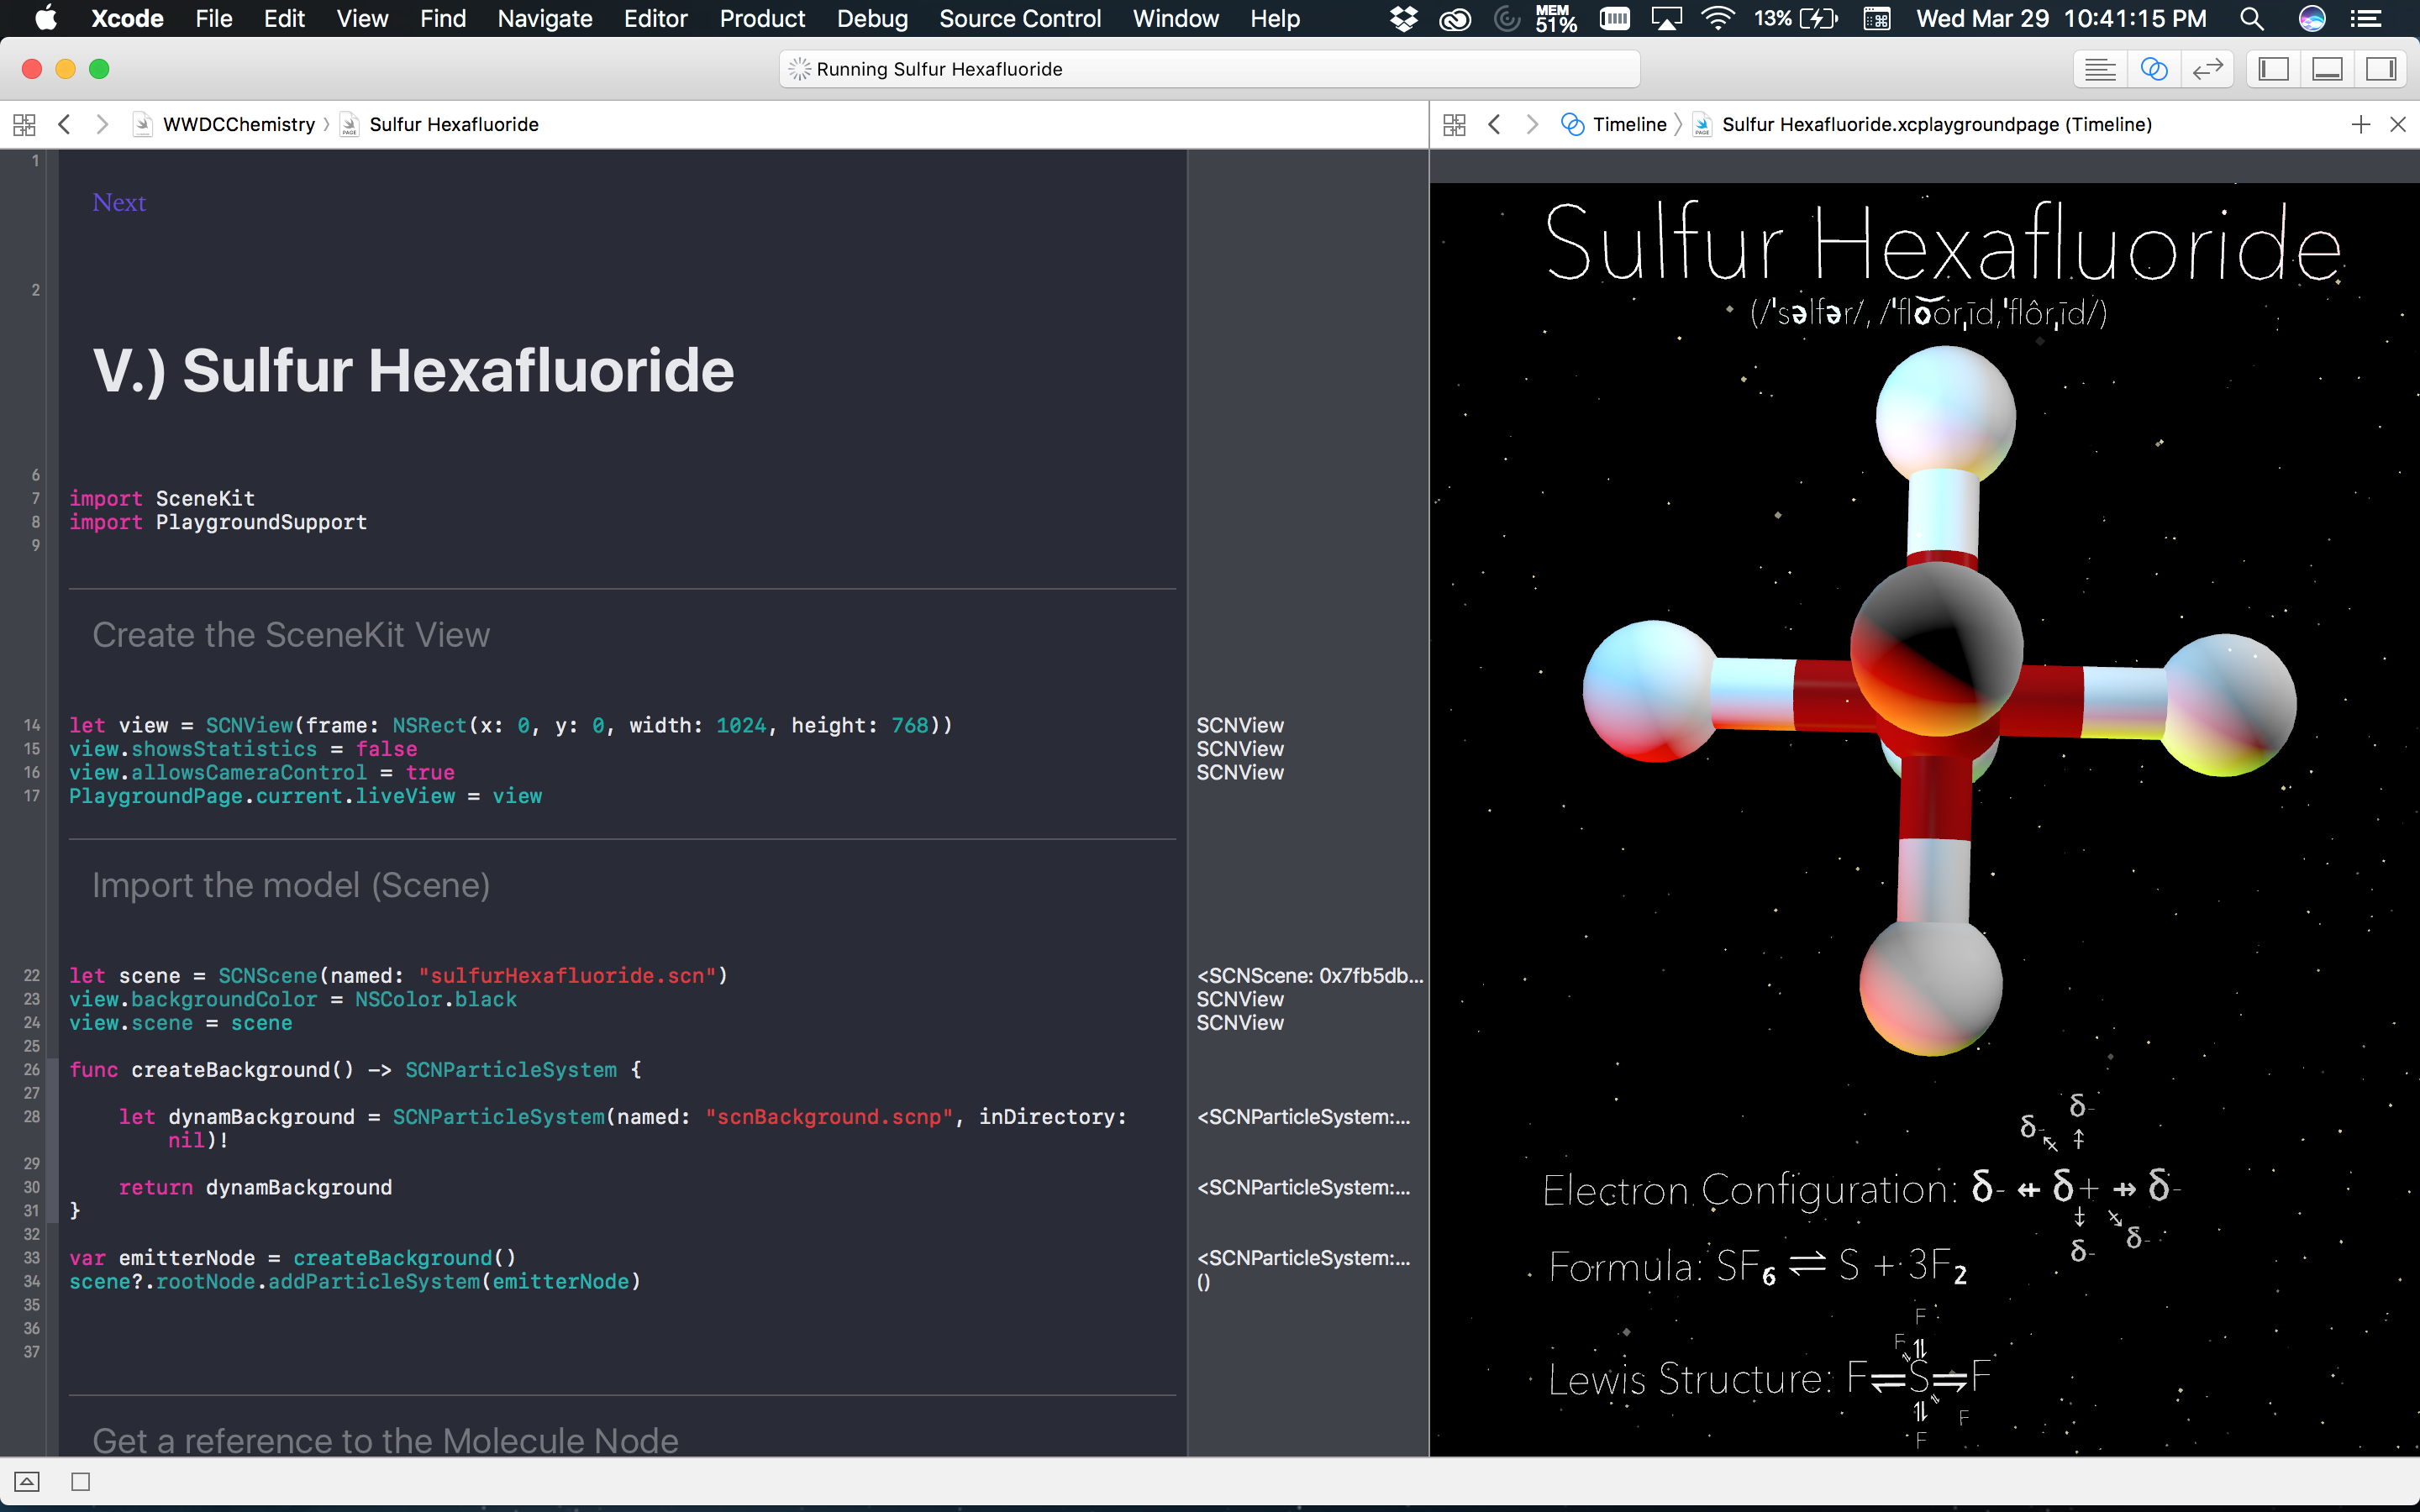 Xcode File Edit View Find Navigate Editor Product Debug Source Control Window Help MEM 51% 13% Wed Mar 29 10:41:15 PM
Running Sulfur Hexafluoride
WWDCChemistry Sulfur Hexafluoride
Timeline Sulfur Hexafluoride.xcplaygroundpage (Timeline)
1
Next
2
V.) Sulfur Hexafluoride
6
7 import SceneKit
8 import PlaygroundSupport
9
Create the SceneKit View
14 let view = SCNView(frame: NSRect(x: 0, y: 0, width: 1024, height: 768)) SCNView
15 view.showsStatistics = false SCNView
16 view.allowsCameraControl = true SCNView
17 PlaygroundPage.current.liveView = view
Import the model (Scene)
22 let scene = SCNScene(named: "sulfurHexafluoride.scn") <SCNScene: 0x7fb5db...
23 view.backgroundColor = NSColor.black SCNView
24 view.scene = scene SCNView
25
26 func createBackground() -> SCNParticleSystem {
27
28 let dynamBackground = SCNParticleSystem(named: "scnBackground.scnp", inDirectory: <SCNParticleSystem:...
nil)!
29
30 return dynamBackground <SCNParticleSystem:...
31 }
32
33 var emitterNode = createBackground() <SCNParticleSystem:...
34 scene?.rootNode.addParticleSystem(emitterNode) ()
35
36
37
Get a reference to the Molecule Node
Sulfur Hexafluoride
(/ˈsəlfər/, /ˈflo͝orˌīd,ˈflôrˌīd/)
δ-
δ-
Electron Configuration: δ- ↞ δ+ ↠ δ-
δ-
δ-
Formula: SF₆ ⇌ S + 3F₂
F
F
Lewis Structure: F⇌S⇌F
F
F